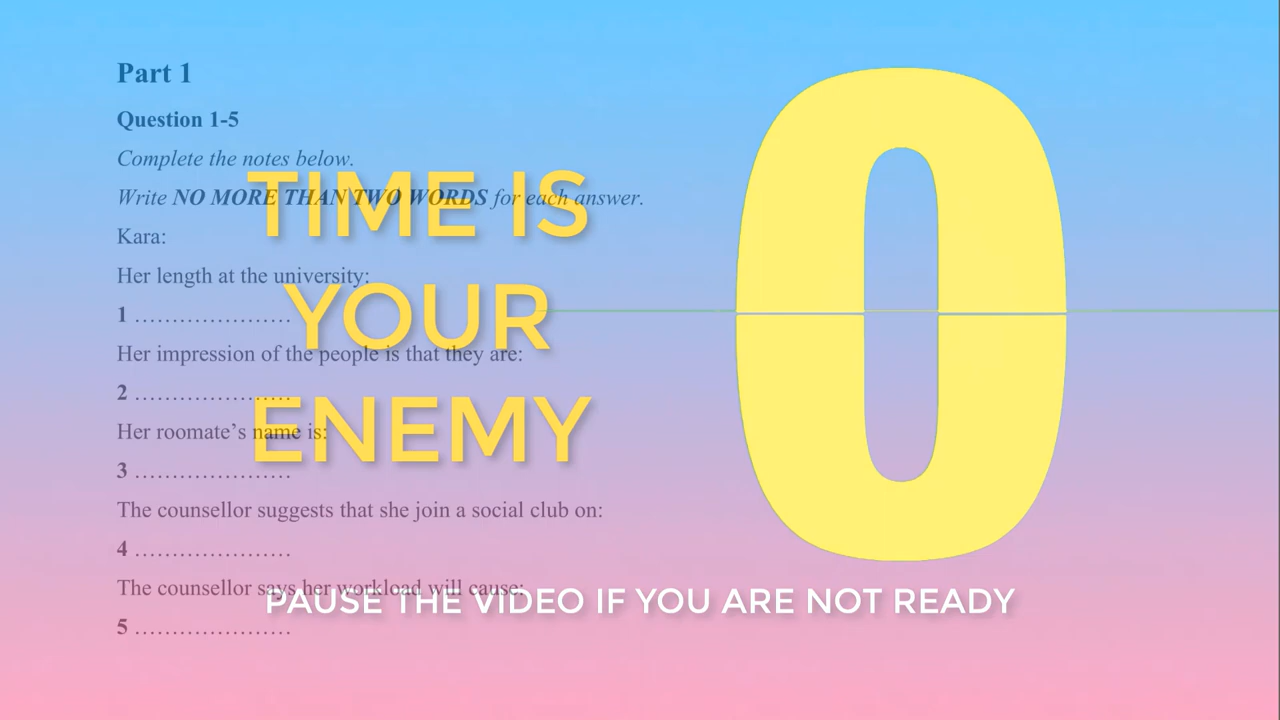 Part 1
Question 1-5
Complete the notes below.
Write NO MORE THAN TWO WORDS for each answer.
Kara:
Her length at the university:
1 .....................
Her impression of the people is that they are:
2 .....................
Her roomate’s name is:
3 .....................
The counsellor suggests that she join a social club on:
4 .....................
The counsellor says her workload will cause:
5 .....................
TIME IS
YOUR
ENEMY
0
PAUSE THE VIDEO IF YOU ARE NOT READY